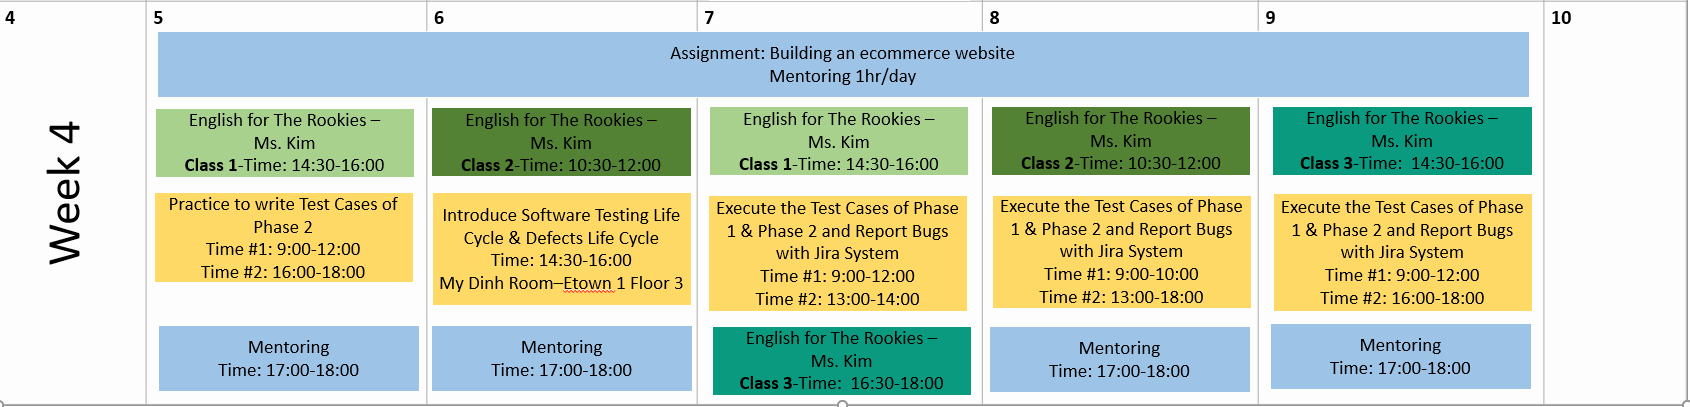 4
5
6
7
8
9
10
Week 4
Assignment: Building an ecommerce website
Mentoring 1hr/day
English for The Rookies –
Ms. Kim
Class 1-Time: 14:30-16:00
English for The Rookies –
Ms. Kim
Class 2-Time: 10:30-12:00
English for The Rookies –
Ms. Kim
Class 1-Time: 14:30-16:00
English for The Rookies –
Ms. Kim
Class 2-Time: 10:30-12:00
English for The Rookies –
Ms. Kim
Class 3-Time: 14:30-16:00
Practice to write Test Cases of
Phase 2
Time #1: 9:00-12:00
Time #2: 16:00-18:00
Introduce Software Testing Life
Cycle & Defects Life Cycle
Time: 14:30-16:00
My Dinh Room–Etown 1 Floor 3
Execute the Test Cases of Phase
1 & Phase 2 and Report Bugs
with Jira System
Time #1: 9:00-12:00
Time #2: 13:00-14:00
Execute the Test Cases of Phase
1 & Phase 2 and Report Bugs
with Jira System
Time #1: 9:00-10:00
Time #2: 13:00-18:00
Execute the Test Cases of Phase
1 & Phase 2 and Report Bugs
with Jira System
Time #1: 9:00-12:00
Time #2: 16:00-18:00
Mentoring
Time: 17:00-18:00
Mentoring
Time: 17:00-18:00
English for The Rookies –
Ms. Kim
Class 3-Time: 16:30-18:00
Mentoring
Time: 17:00-18:00
Mentoring
Time: 17:00-18:00